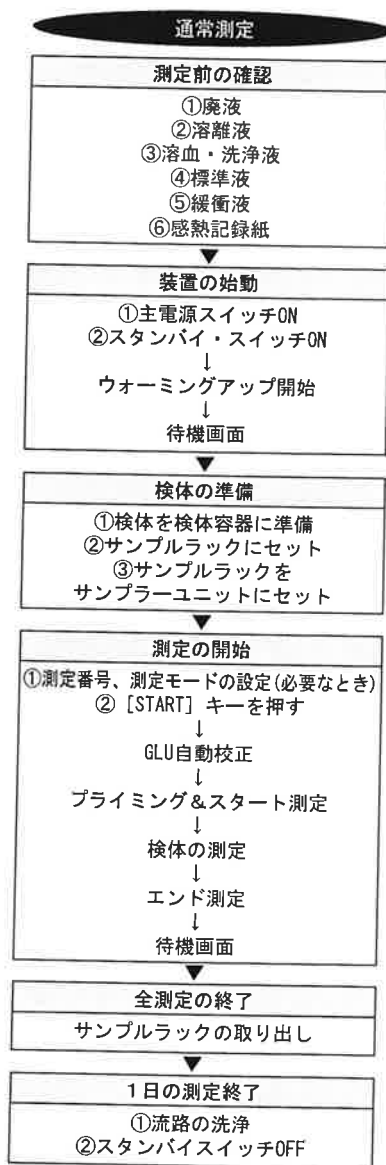 通常測定
測定前の確認
①廃液
②溶離液
③溶血・洗浄液
④標準液
⑤緩衝液
⑥感熱記録紙
▼
装置の始動
①主電源スイッチON
②スタンバイ・スイッチON
↓
ウォーミングアップ開始
↓
待機画面
▼
検体の準備
①検体を検体容器に準備
②サンプルラックにセット
③サンプルラックを
サンプラーユニットにセット
▼
測定の開始
①測定番号、測定モードの設定(必要なとき)
②［START］キーを押す
↓
GLU自動校正
↓
プライミング＆スタート測定
↓
検体の測定
↓
エンド測定
↓
待機画面
▼
全測定の終了
サンプルラックの取り出し
▼
1日の測定終了
①流路の洗浄
②スタンバイスイッチOFF